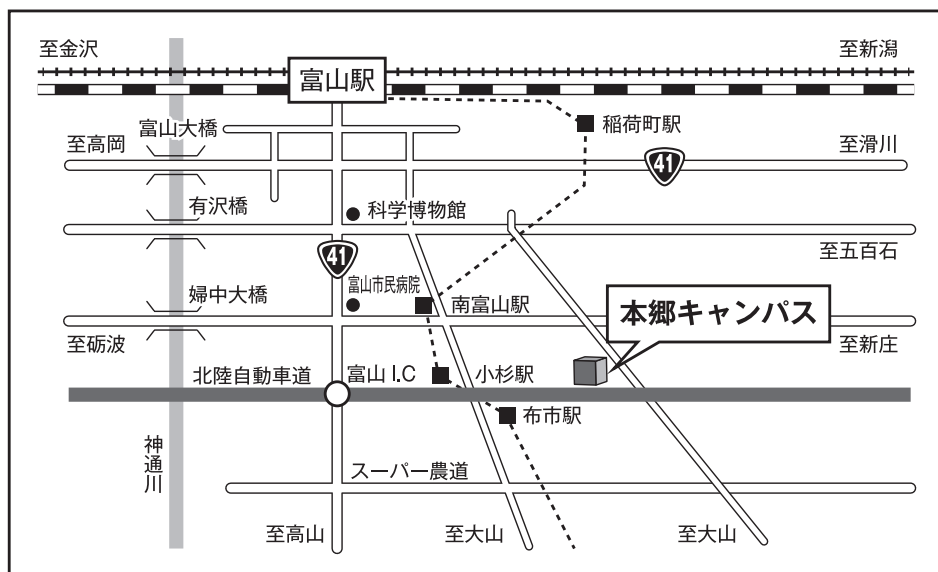 至金沢
至新潟
富山駅
富山大橋
稲荷町駅
至高岡
至滑川
41
有沢橋
科学博物館
至五百石
41
富山市民病院
婦中大橋
南富山駅
本郷キャンパス
至砺波
至新庄
北陸自動車道
富山I.C
小杉駅
布市駅
神通川
スーパー農道
至高山
至大山
至大山